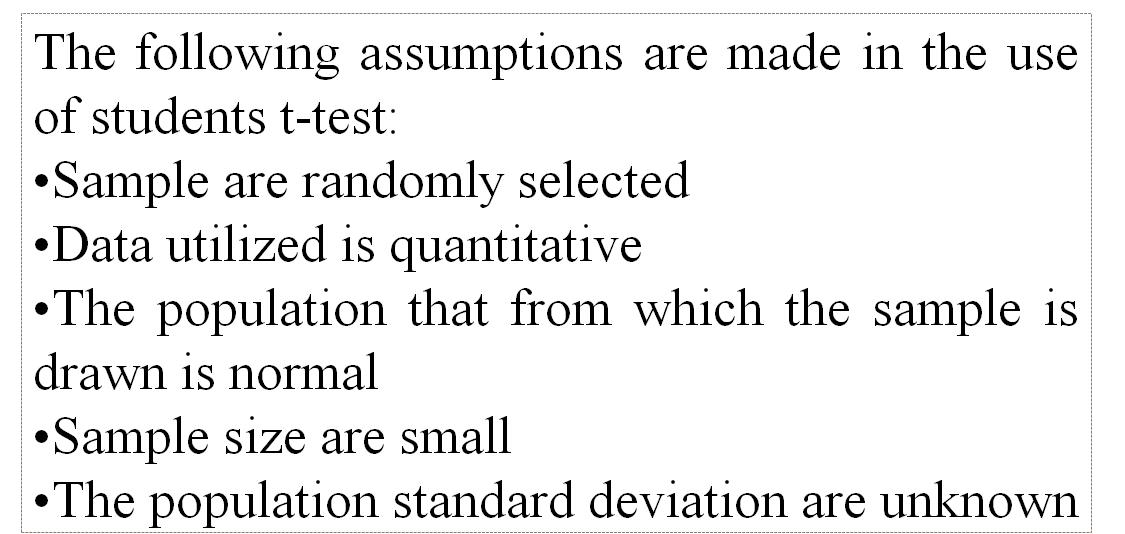 The following assumptions are made in the use
of students t-test:
•Sample are randomly selected
•Data utilized is quantitative
•The population that from which the sample is
drawn is normal
•Sample size are small
•The population standard deviation are unknown